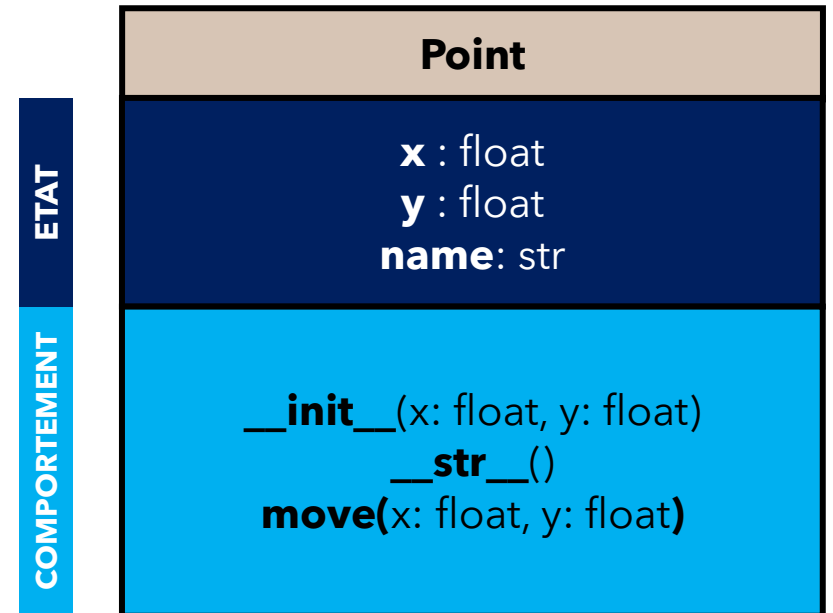 Point
ETAT
x : float
y : float
name: str
COMPORTEMENT
__init__(x: float, y: float)
__str__()
move(x: float, y: float)